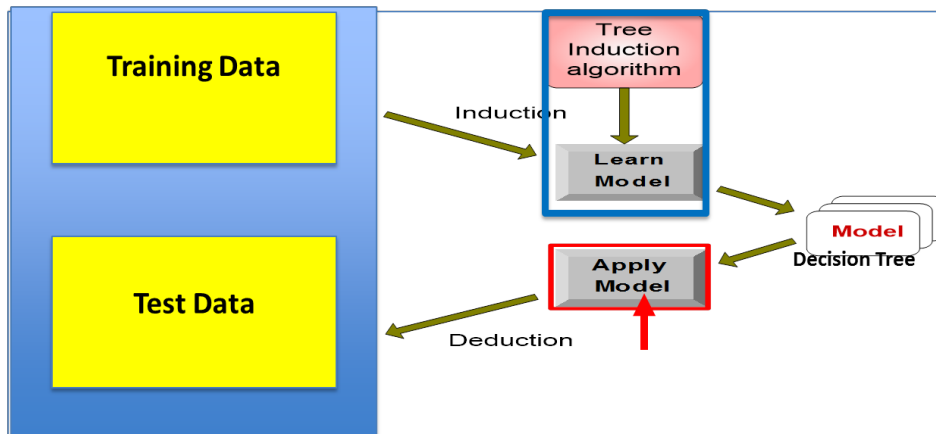 Training Data
Tree
Induction
algorithm
Induction
Learn
Model
Model
Decision Tree
Apply
Model
Test Data
Deduction